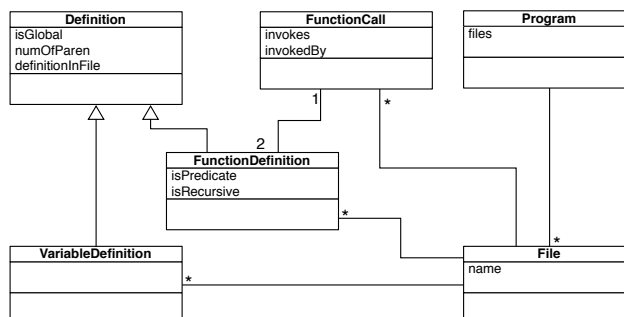 Definition
isGlobal
numOfParen
definitionInFile
FunctionCall
invokes
invokedBy
Program
files
1
*
2
FunctionDefinition
isPredicate
isRecursive
*
*
VariableDefinition
*
File
name